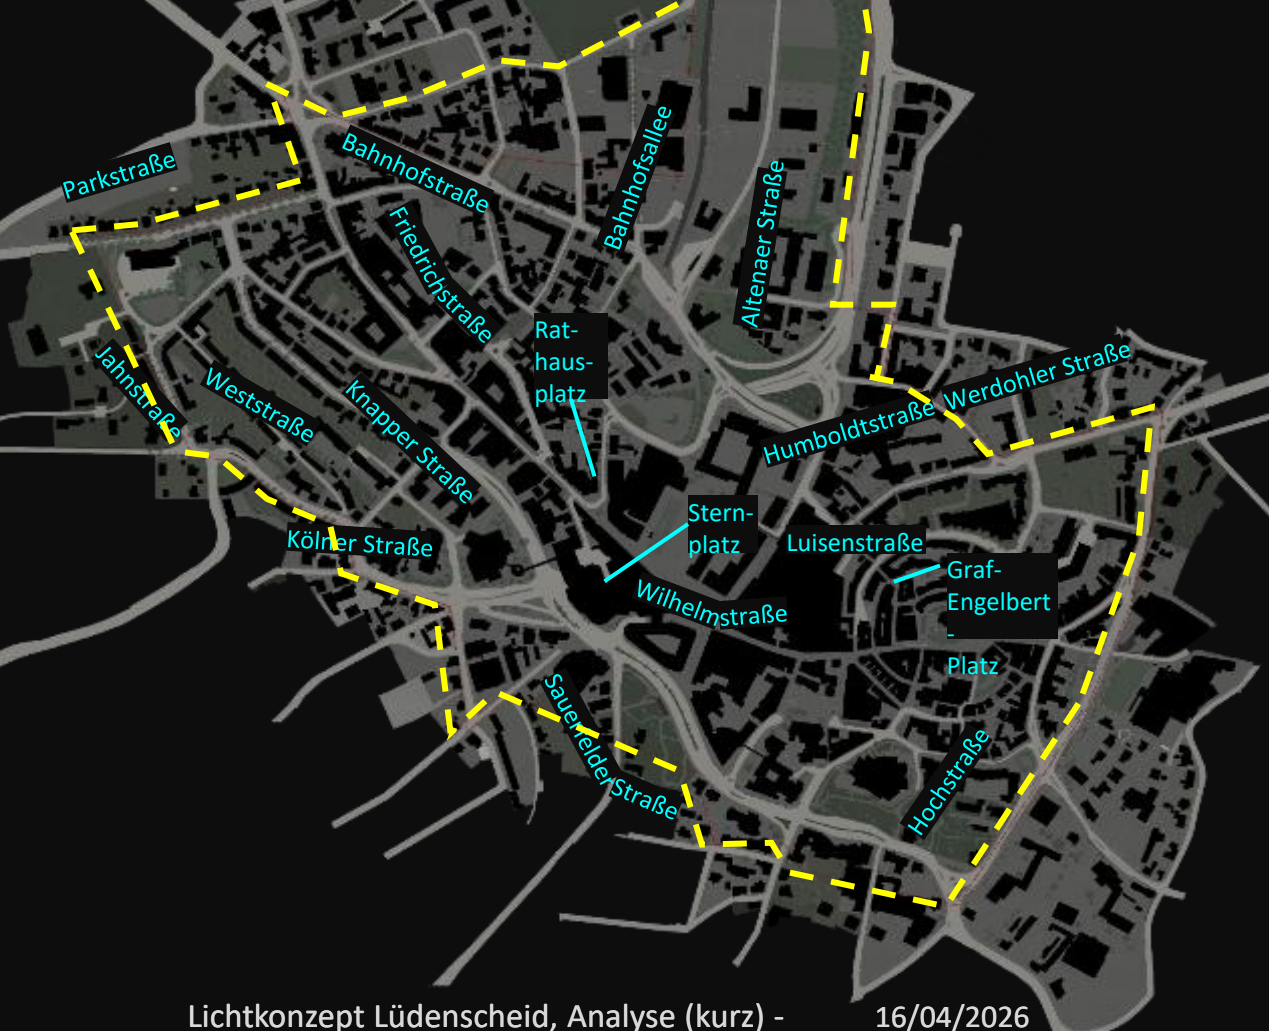 Parkstraße
Bahnhofstraße
Bahnhofsallee
Altenaer Straße
Friedrichstraße
Rat-
haus-
platz
Jahnstraße
Weststraße
Knapper Straße
Humboldtstraße
Werdohler Straße
Stern-
platz
Kölner Straße
Luisenstraße
Graf-
Engelbert
-
Platz
Wilhelmstraße
Sauerfelder Straße
Hochstraße
Lichtkonzept Lüdenscheid, Analyse (kurz) -
16/04/2026